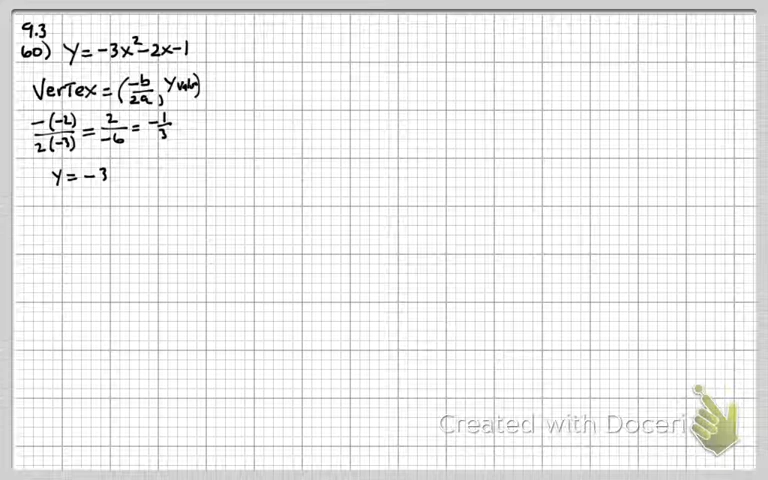 9.3
60) Y = -3x² - 2x - 1
Vertex = (-b/2a, Y value)
-(-2)/2(-3) = 2/-6 = -1/3
Y = -3
Created with Doceri